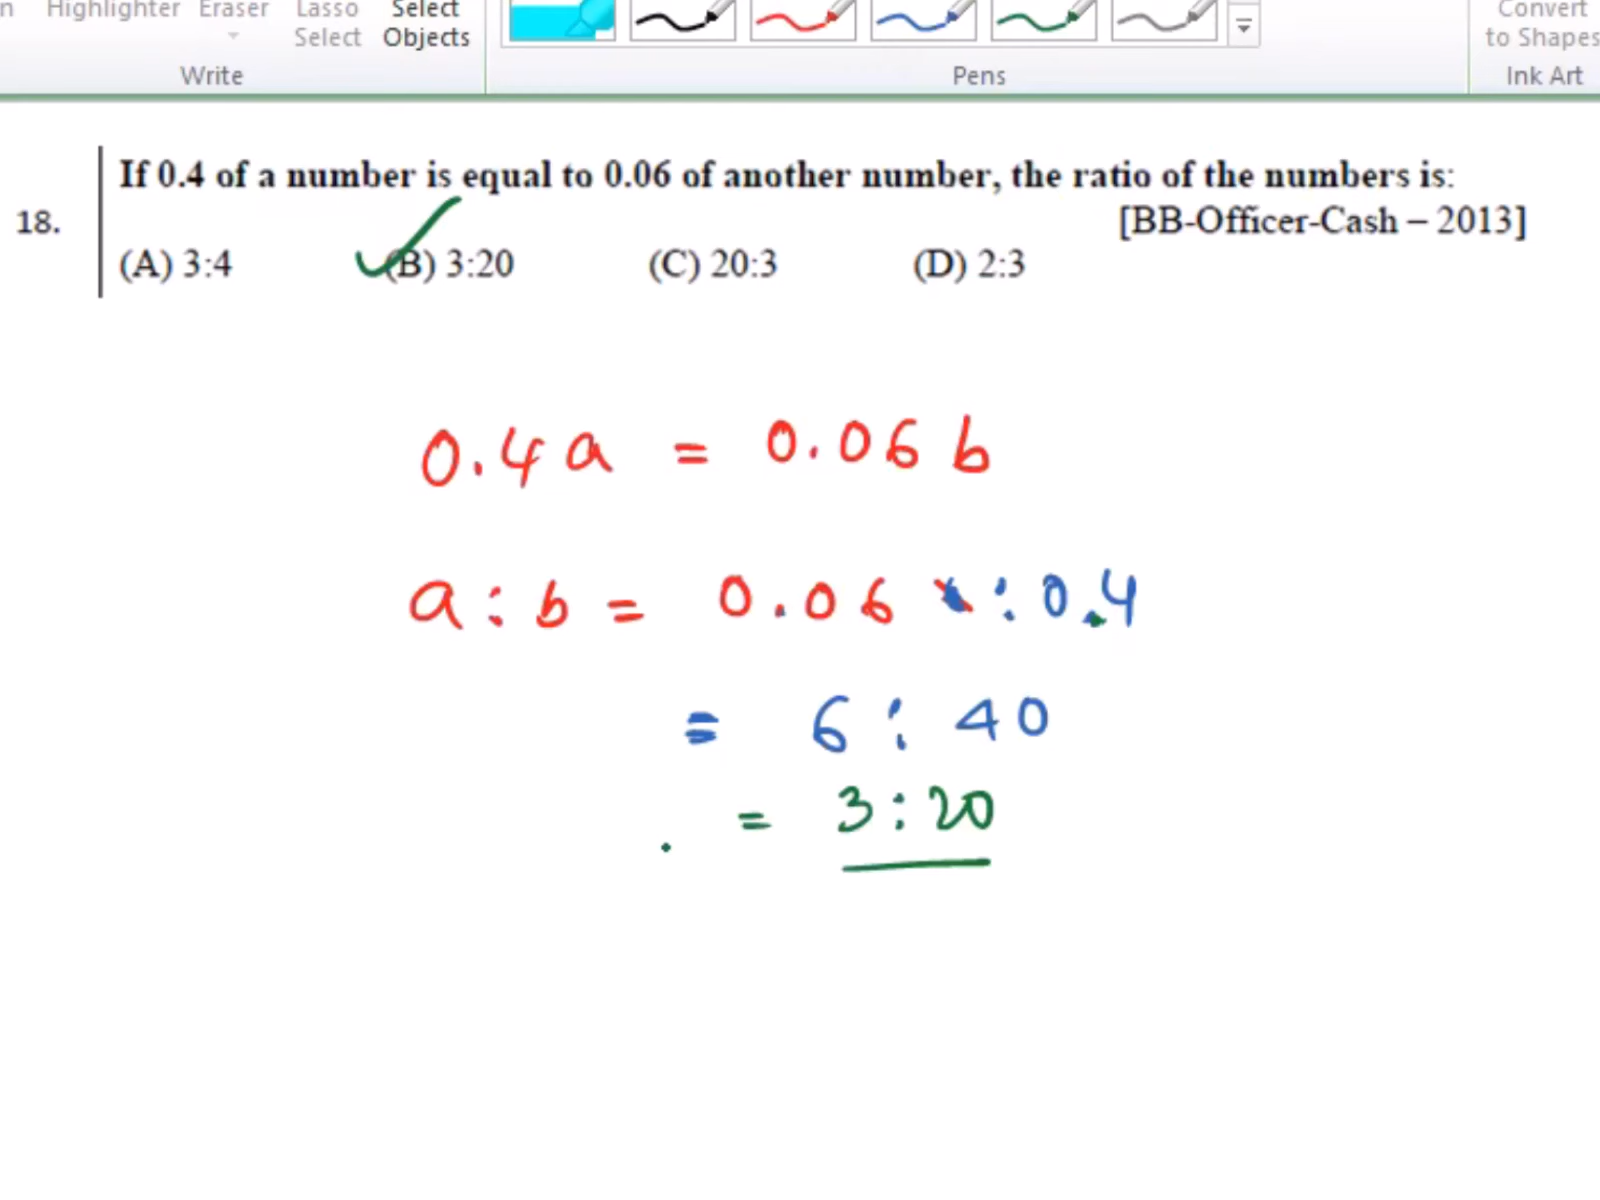 Highlighter Eraser Lasso Select Select Objects Convert to Shapes
Write Pens Ink Art
If 0.4 of a number is equal to 0.06 of another number, the ratio of the numbers is:
18. [BB-Officer-Cash – 2013]
(A) 3:4 (B) 3:20 (C) 20:3 (D) 2:3
0.4a = 0.06 b
a : b = 0.06 : 0.4
= 6 : 40
= 3 : 20